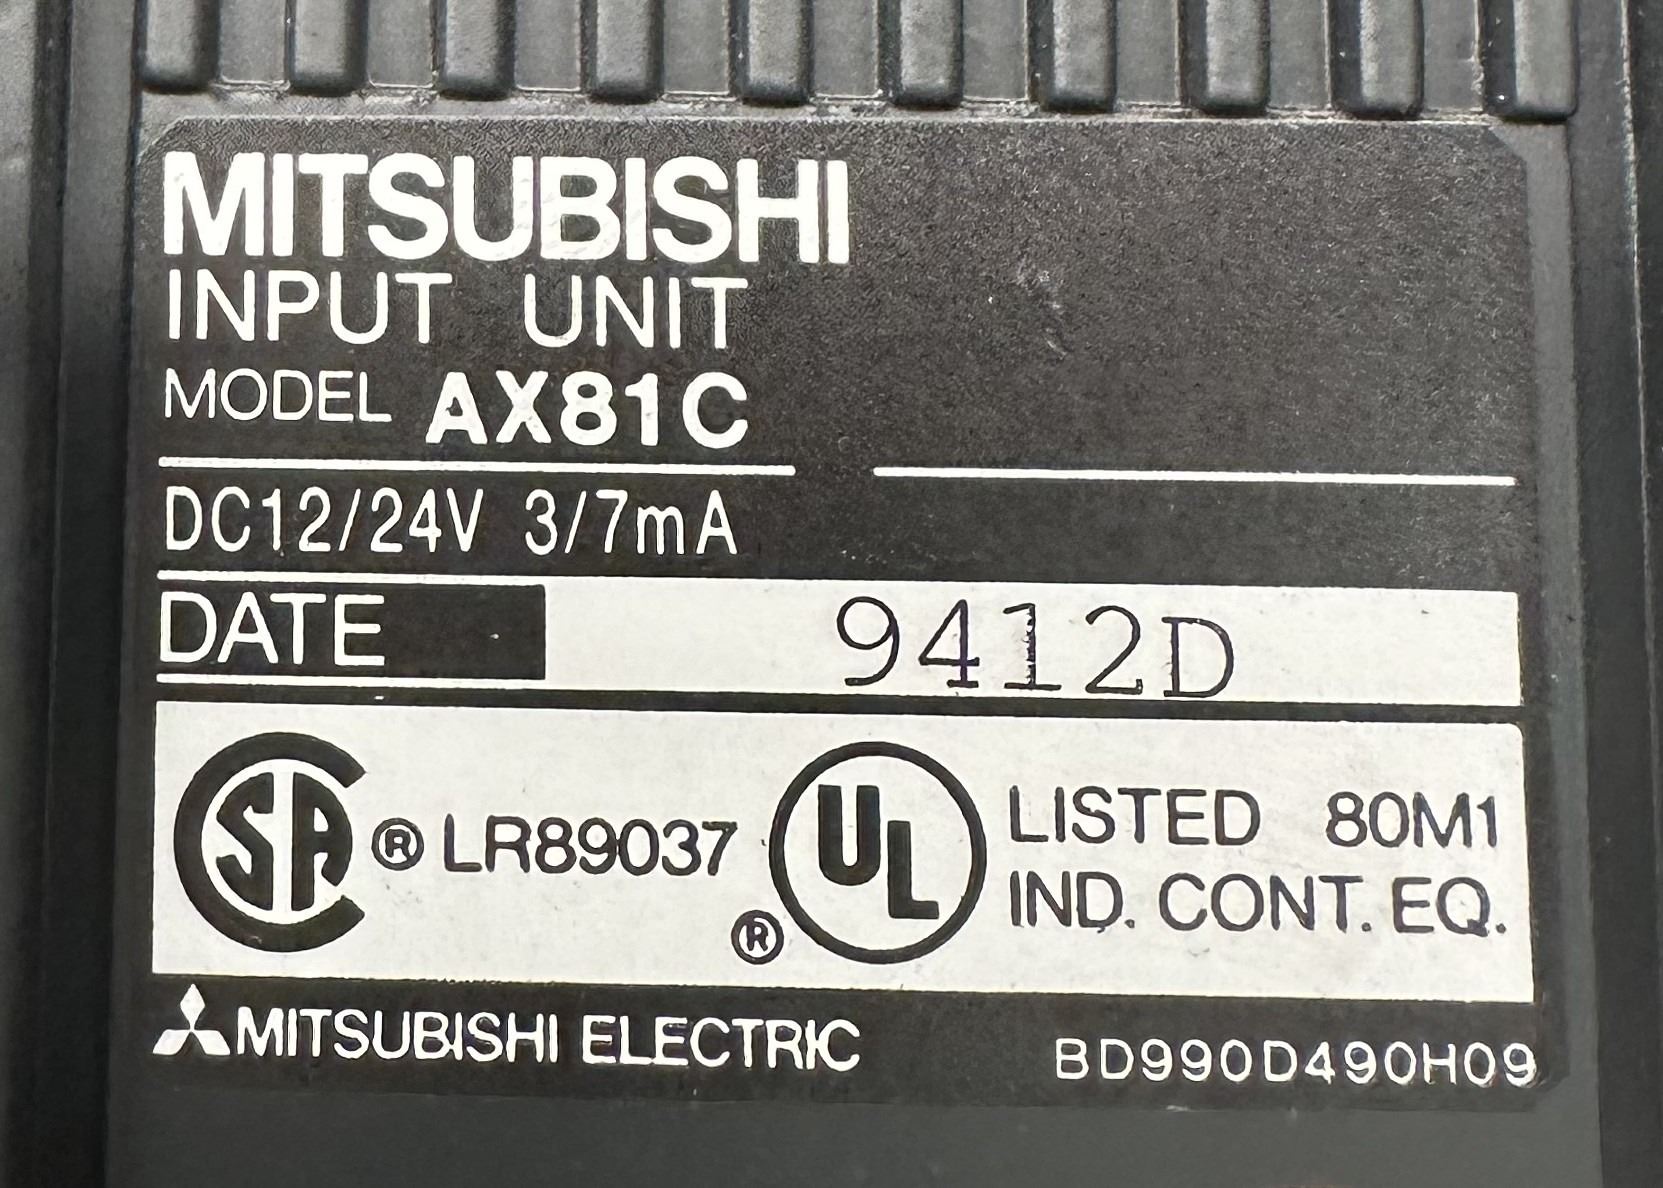 MITSUBISHI
INPUT UNIT
MODEL AX81C
DC12/24V 3/7mA
DATE 9412D
SA ® LR89037 ® UL LISTED 80M1
IND. CONT. EQ.
MITSUBISHI ELECTRIC BD990D490H09